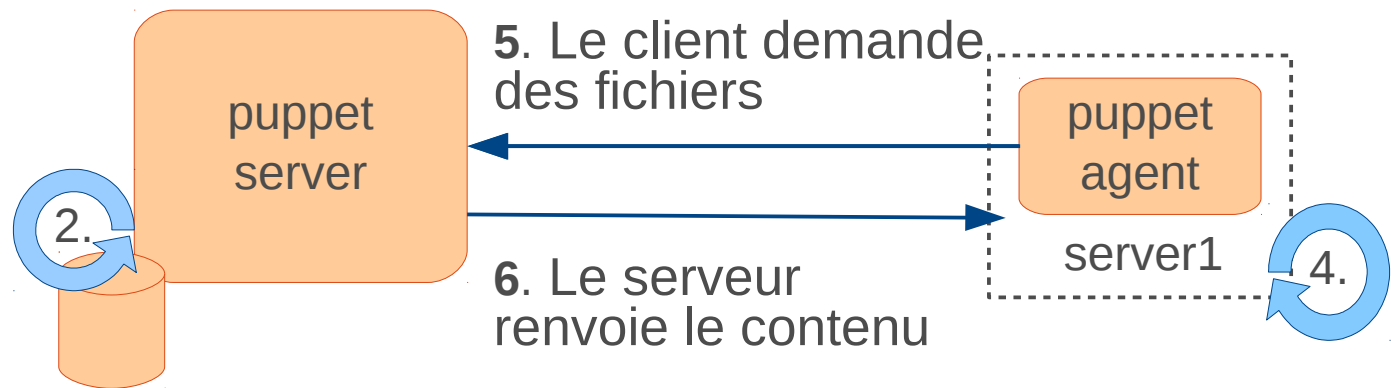 puppet
server
2.
5. Le client demande
des fichiers
6. Le serveur
renvoie le contenu
puppet
agent
server1
4.